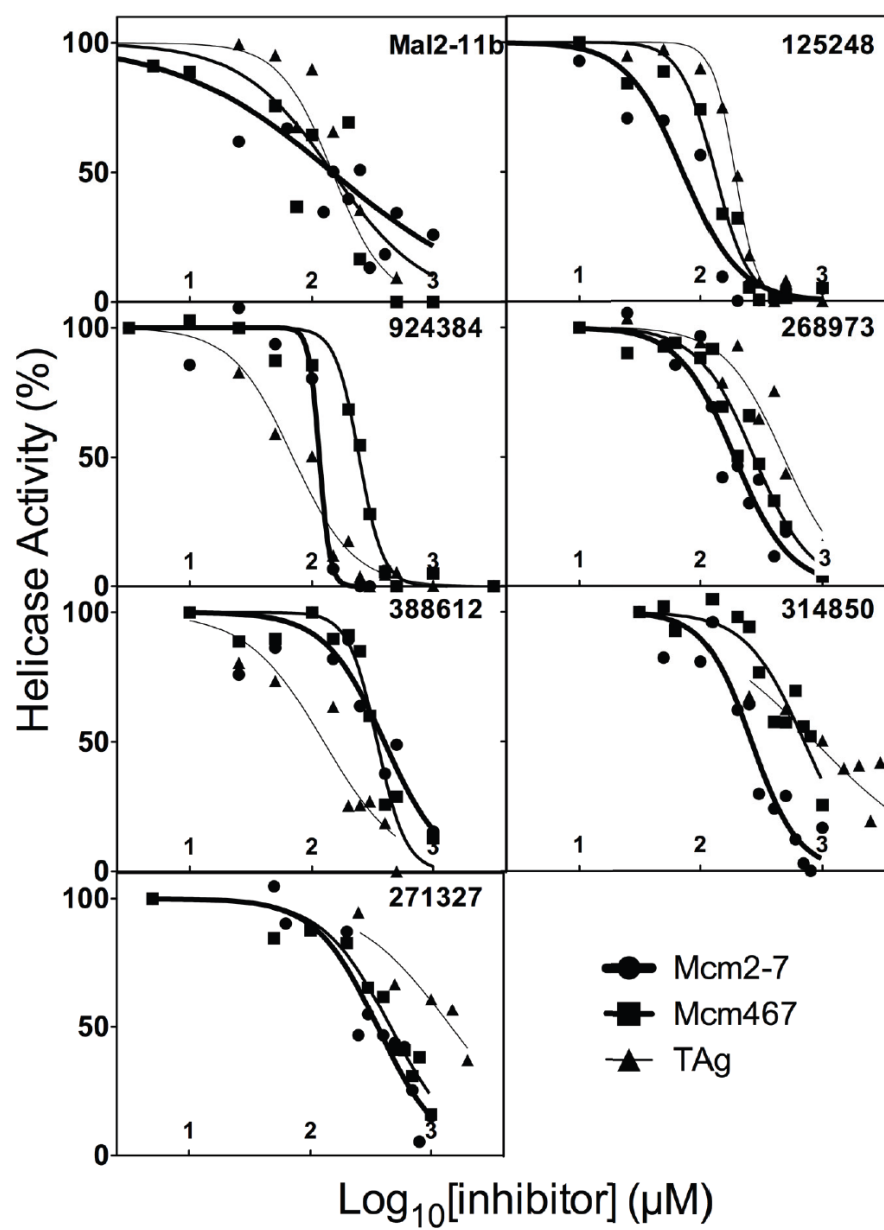 Helicase Activity (%)
100
50
0
Mal2-11b
1 2 3
125248
1 2 3
100
50
0
924384
1 2 3
268973
1 2 3
100
50
0
388612
1 2 3
314850
1 2 3
100
50
0
271327
1 2 3
Mcm2-7
Mcm467
TAg
Log10[inhibitor] (µM)